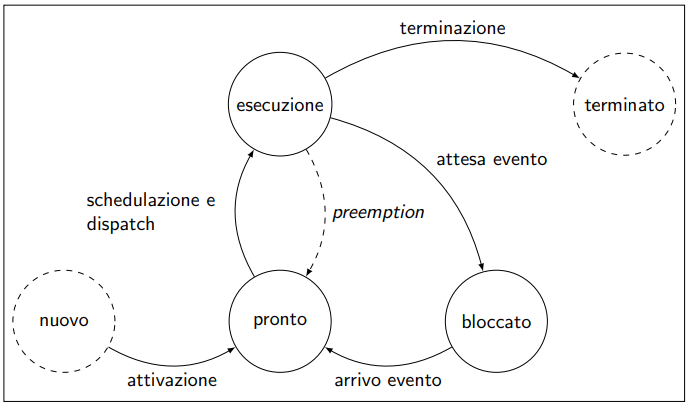 terminazione
esecuzione
terminato
attesa evento
schedulazione e
dispatch
preemption
nuovo
pronto
bloccato
attivazione
arrivo evento